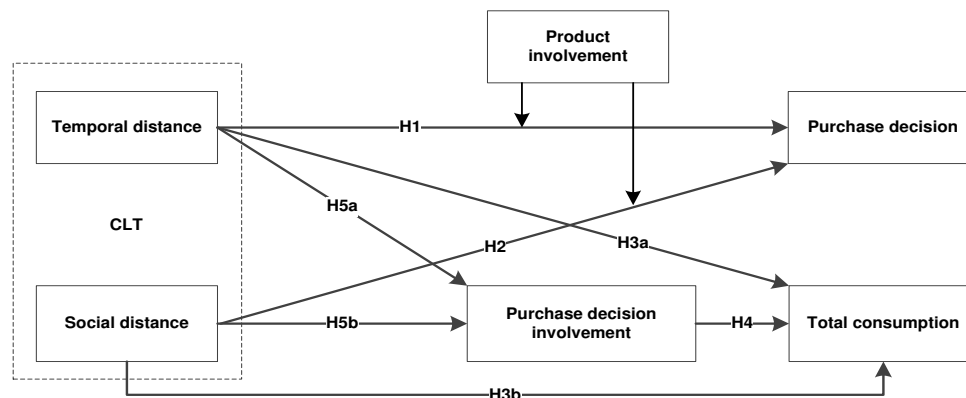 Product
involvement
Temporal distance
H1
Purchase decision
H5a
CLT
H2
H3a
Social distance
H5b
Purchase decision
involvement
H4
Total consumption
H3b